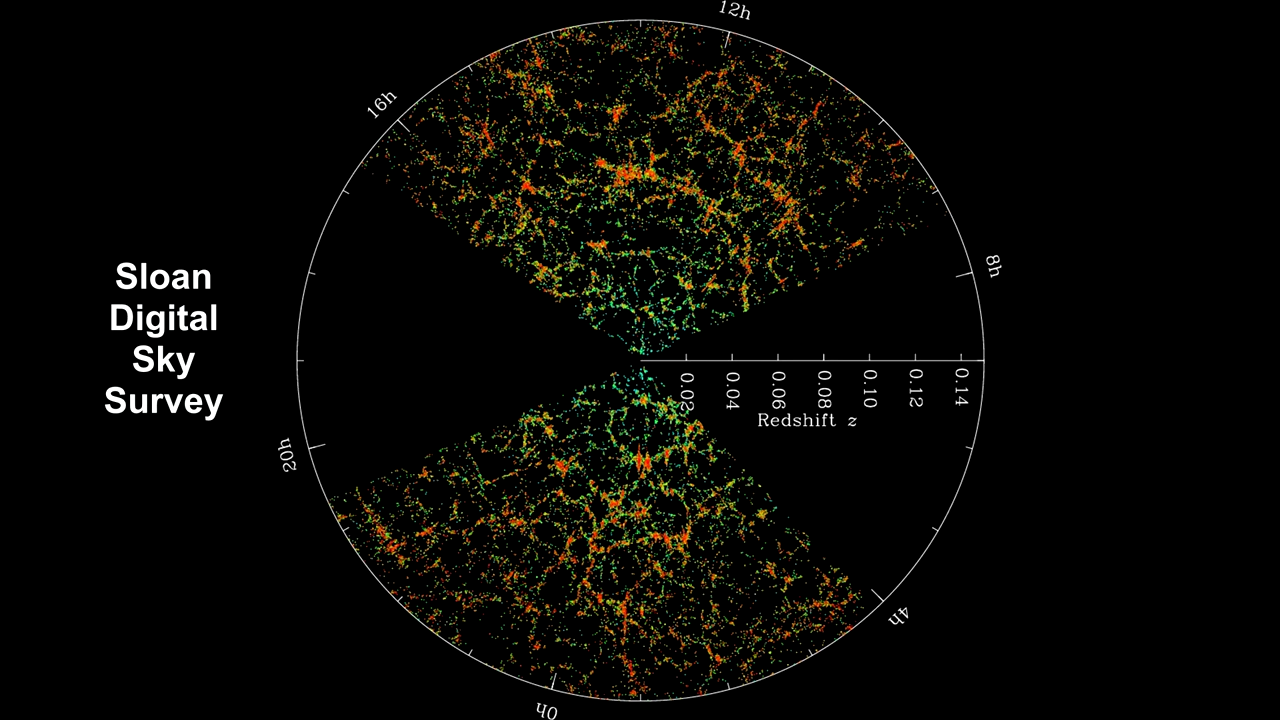 12h
16h
8h
Sloan
Digital
Sky
Survey
0.02
0.04
0.06
0.08
0.10
0.12
0.14
Redshift z
20h
4h
0h